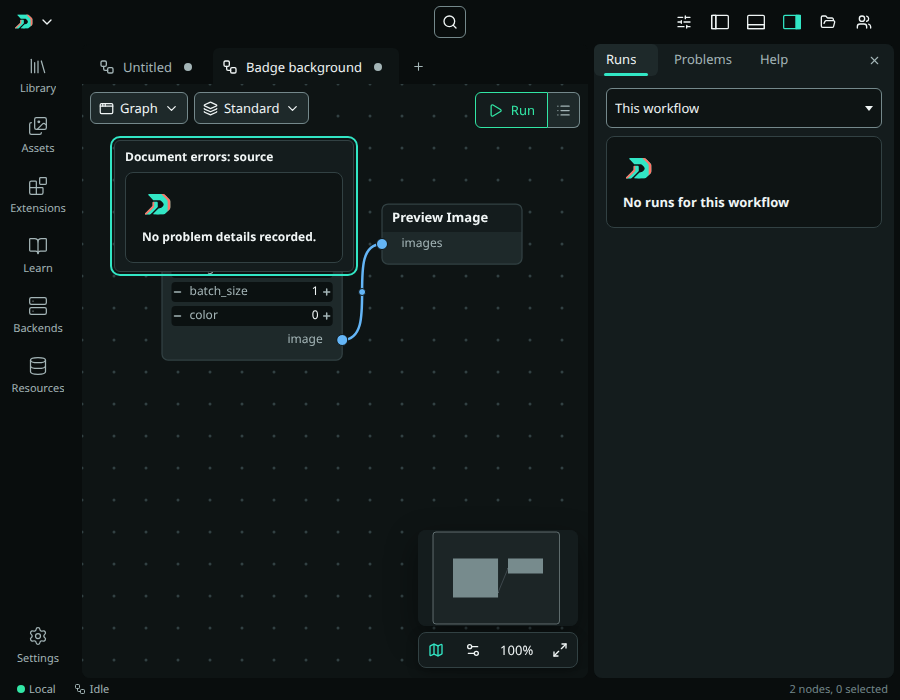 Untitled
Badge background
Runs
Problems
Help
Library
Assets
Extensions
Learn
Backends
Resources
Settings
Graph
Standard
Run
This workflow
No runs for this workflow
Document errors: source
No problem details recorded.
Preview Image
images
batch_size
1
color
0
image
100%
Local
Idle
2 nodes, 0 selected